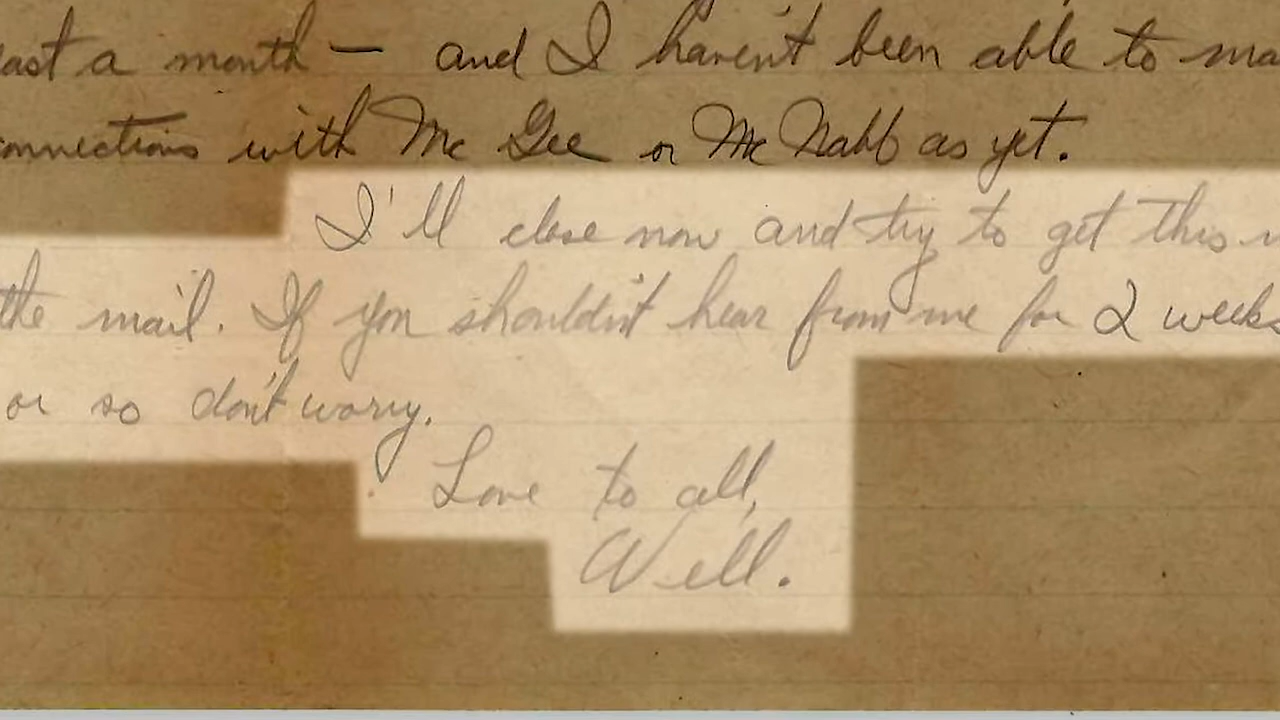 ast a month — and I haven't been able to ma
onnections with Mc Gee or Mc Nabb as yet.
I'll close now and try to get this
the mail. If you shouldn't hear from me for 2 weeks
or so don't worry.
Love to all,
Well.